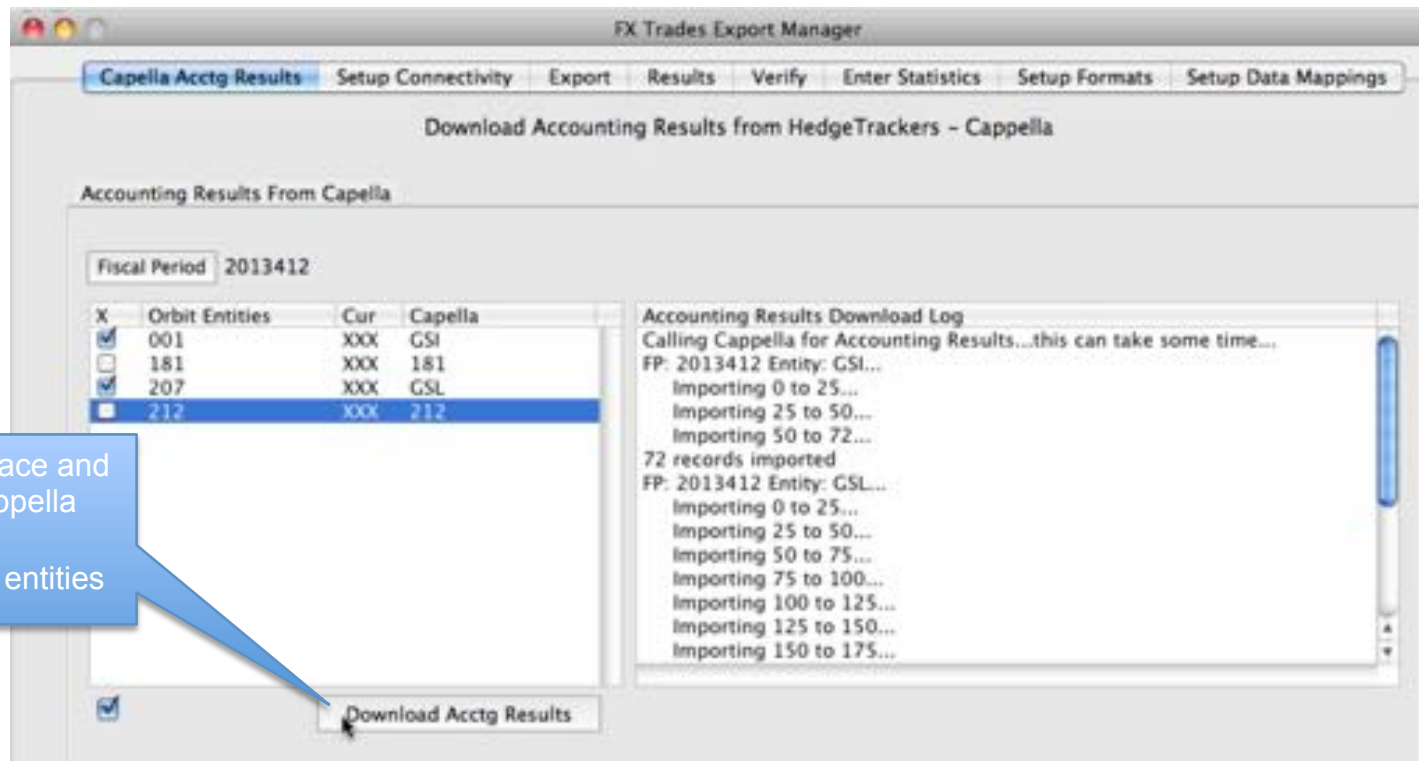 FX Trades Export Manager
Capella Acctg Results Setup Connectivity Export Results Verify Enter Statistics Setup Formats Setup Data Mappings
Download Accounting Results from HedgeTrackers - Cappella
Accounting Results From Capella
Fiscal Period 2013412
X Orbit Entities Cur Capella
001 XXX GSI
181 XXX 181
207 XXX GSL
212 XXX 212
Accounting Results Download Log
Calling Cappella for Accounting Results...this can take some time...
FP: 2013412 Entity: GSI...
Importing 0 to 25...
Importing 25 to 50...
Importing 50 to 72...
72 records imported
FP: 2013412 Entity: GSL...
Importing 0 to 25...
Importing 25 to 50...
Importing 50 to 75...
Importing 75 to 100...
Importing 100 to 125...
Importing 125 to 150...
Importing 150 to 175...
and
entities
Download Acctg Results